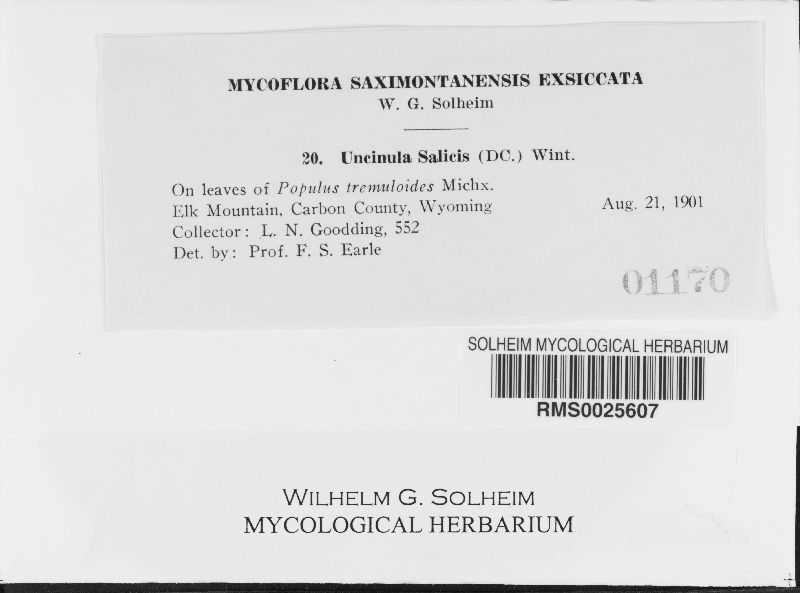 MYCOFLORA SAXIMONTANENSIS EXSICCATA
W. G. Solheim
20. Uncinula Salicis (DC.) Wint.
On leaves of Populus tremuloides Michx.
Elk Mountain, Carbon County, Wyoming Aug. 21, 1901
Collector: L. N. Goodding, 552
Det. by: Prof. F. S. Earle
01170
SOLHEIM MYCOLOGICAL HERBARIUM
RMS0025607
WILHELM G. SOLHEIM
MYCOLOGICAL HERBARIUM